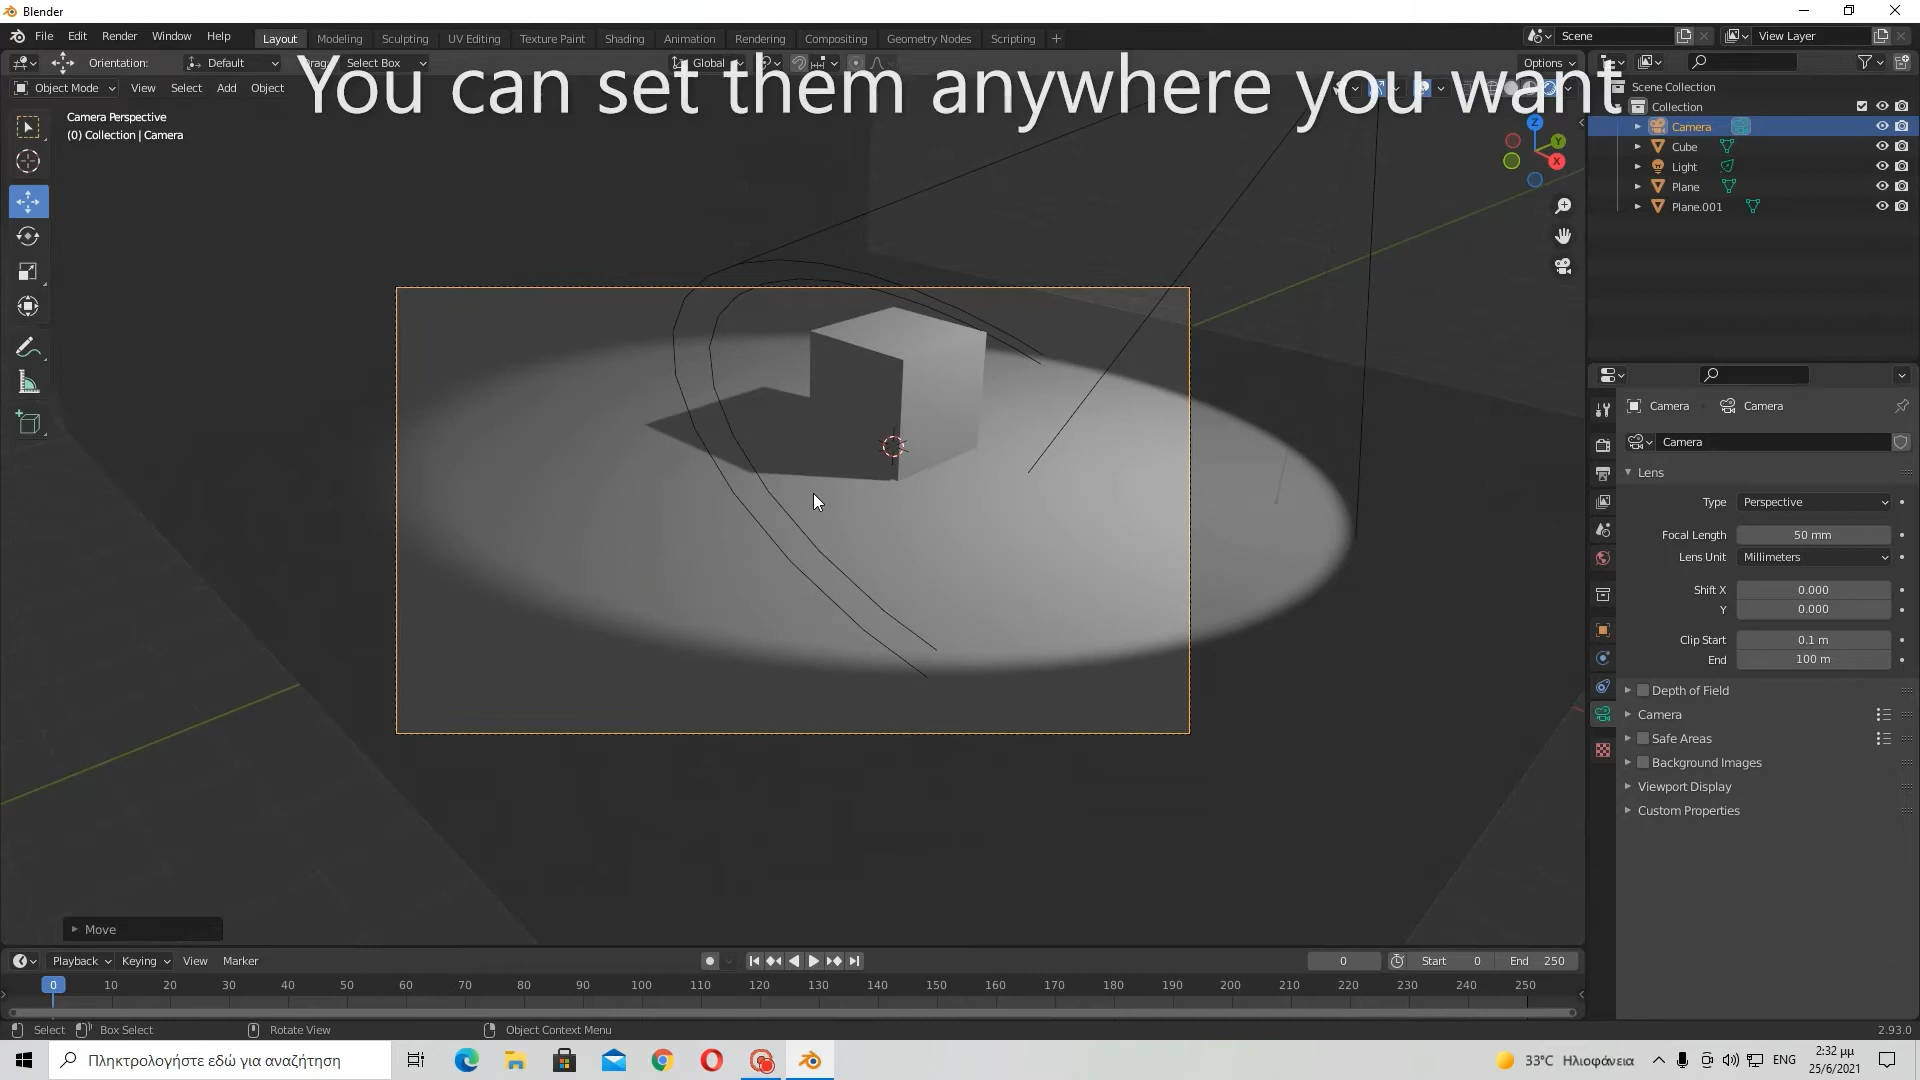 Blender
File Edit Render Window Help
Layout Modeling Sculpting UV Editing Texture Paint Shading Animation Rendering Compositing Geometry Nodes Scripting +
Scene
View Layer
Orientation: Default Drag: Select Box Global Options
You can set them anywhere you want
Object Mode View Select Add Object
Camera Perspective
(0) Collection | Camera
Z
Y
X
Scene Collection
Collection
Camera
Cube
Light
Plane
Plane.001
Camera Camera
Camera
Lens
Type Perspective
Focal Length 50 mm
Lens Unit Millimeters
Shift X 0.000
Y 0.000
Clip Start 0.1 m
End 100 m
Depth of Field
Camera
Safe Areas
Background Images
Viewport Display
Custom Properties
Move
Playback Keying View Marker
0 Start 0 End 250
0 10 20 30 40 50 60 70 80 90 100 110 120 130 140 150 160 170 180 190 200 210 220 230 240 250
Select Box Select Rotate View Object Context Menu 2.93.0
Πληκτρολογήστε εδώ για αναζήτηση
33°C Ηλιοφάνεια
ENG
2:32 μμ
25/6/2021